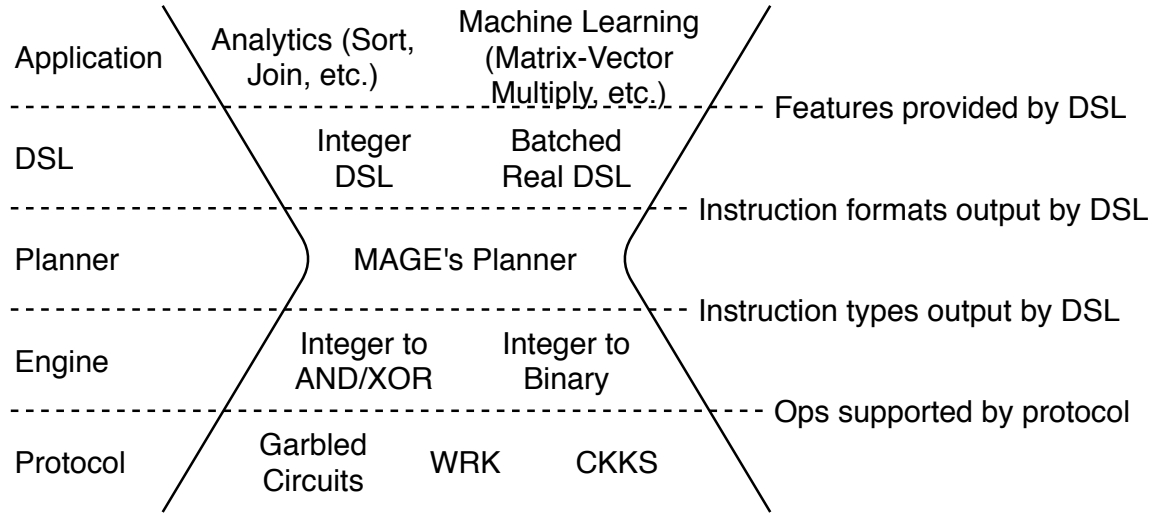 Application
Analytics (Sort,
Join, etc.)
Machine Learning
(Matrix-Vector
Multiply, etc.)
Features provided by DSL
DSL
Integer
DSL
Batched
Real DSL
Instruction formats output by DSL
Planner
MAGE's Planner
Instruction types output by DSL
Engine
Integer to
AND/XOR
Integer to
Binary
Ops supported by protocol
Protocol
Garbled
Circuits
WRK
CKKS